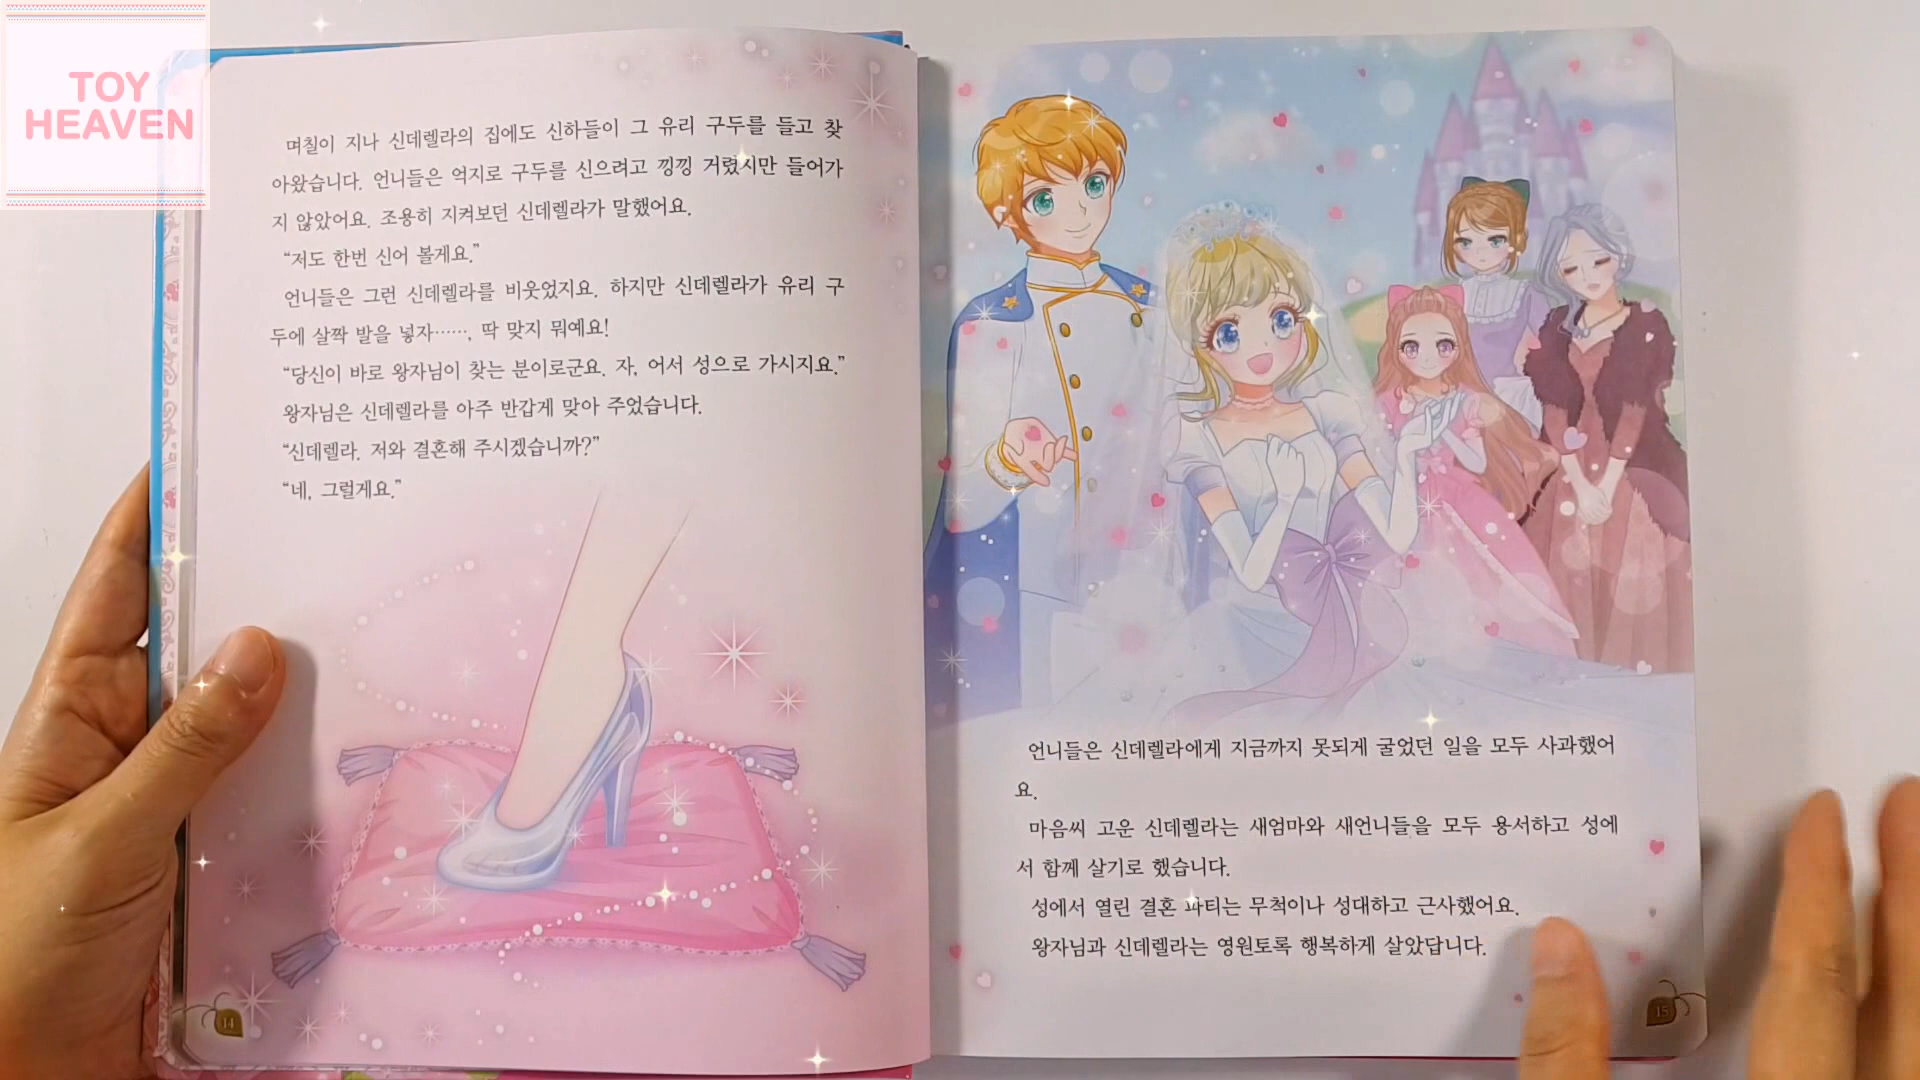 TOY
HEAVEN
며칠이 지나 신데렐라의 집에도 신하들이 그 유리 구두를 들고 찾
아왔습니다. 언니들은 억지로 구두를 신으려고 낑낑 거렸지만 들어가
지 않았어요. 조용히 지켜보던 신데렐라가 말했어요.
“저도 한번 신어 볼게요.”
언니들은 그런 신데렐라를 비웃었지요. 하지만 신데렐라가 유리 구
두에 살짝 발을 넣자……, 딱 맞지 뭐예요!
“당신이 바로 왕자님이 찾는 분이로군요. 자, 어서 성으로 가시지요.”
왕자님은 신데렐라를 아주 반갑게 맞아 주었습니다.
“신데렐라. 저와 결혼해 주시겠습니까?”
“네, 그럴게요.”
14
언니들은 신데렐라에게 지금까지 못되게 굴었던 일을 모두 사과했어
요.
마음씨 고운 신데렐라는 새엄마와 새언니들을 모두 용서하고 성에
서 함께 살기로 했습니다.
성에서 열린 결혼 파티는 무척이나 성대하고 근사했어요.
왕자님과 신데렐라는 영원토록 행복하게 살았답니다.
15